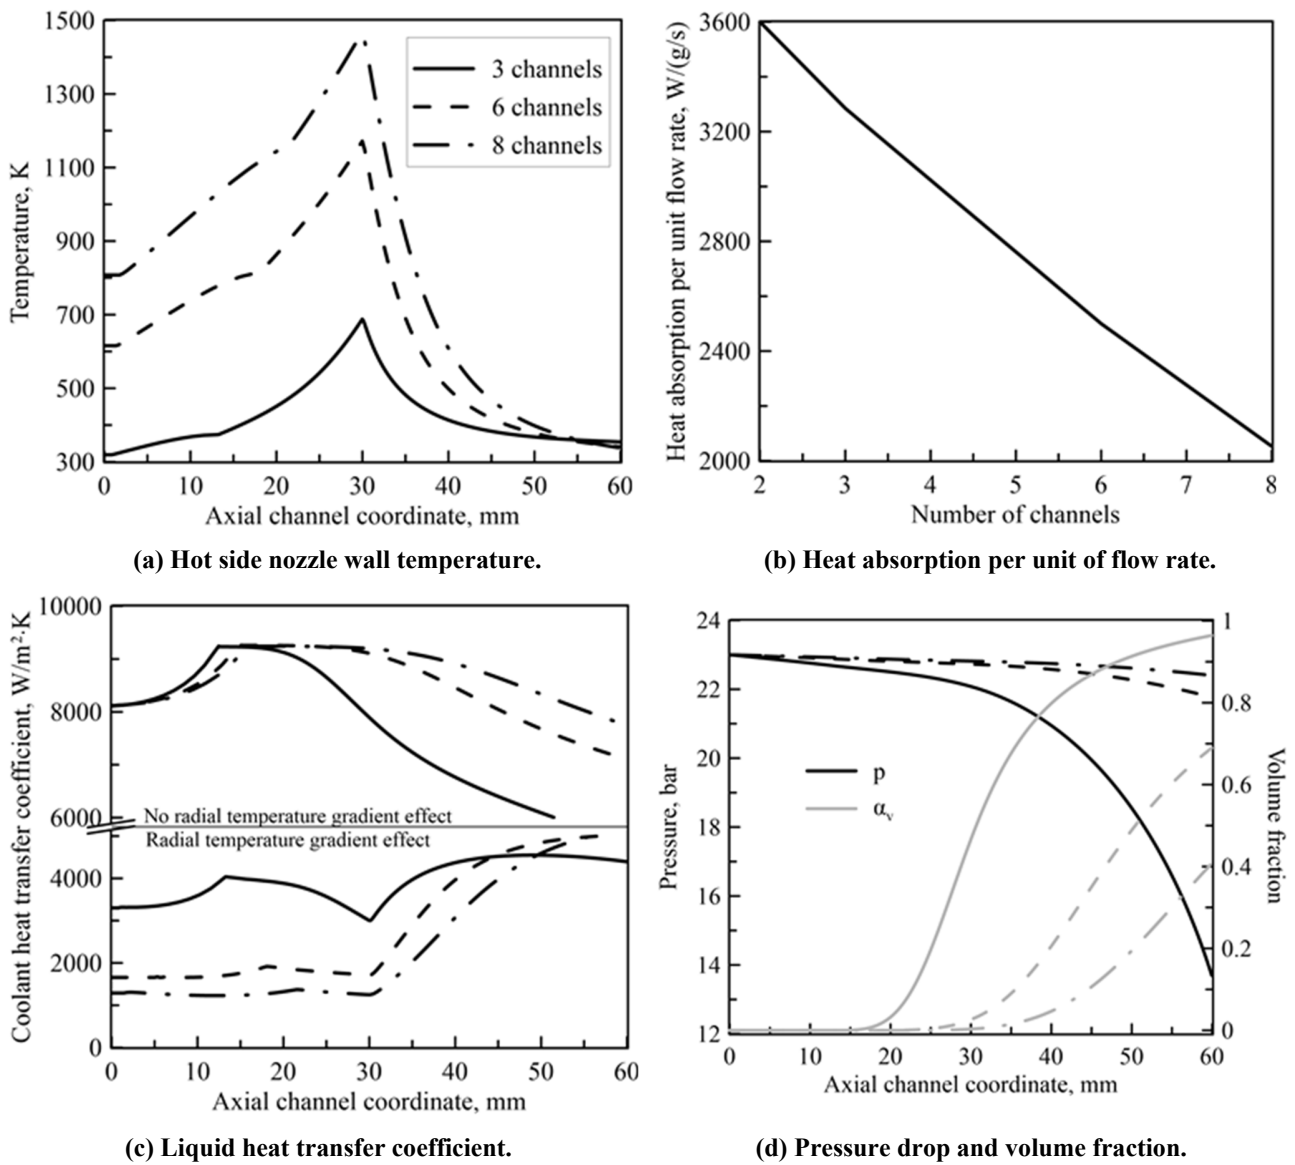 1500
1300
1100
900
700
500
300
Temperature, K
3 channels
6 channels
8 channels
0 10 20 30 40 50 60
Axial channel coordinate, mm
(a) Hot side nozzle wall temperature.
3600
3200
2800
2400
2000
Heat absorption per unit flow rate, W/(g/s)
2 3 4 5 6 7 8
Number of channels
(b) Heat absorption per unit of flow rate.
10000
8000
6000
4000
2000
0
Coolant heat transfer coefficient, W/m²·K
No radial temperature gradient effect
Radial temperature gradient effect
0 10 20 30 40 50 60
Axial channel coordinate, mm
(c) Liquid heat transfer coefficient.
24
22
20
18
16
14
12
Pressure, bar
p
αᵥ
1
0.8
0.6
0.4
0.2
0
Volume fraction
0 10 20 30 40 50 60
Axial channel coordinate, mm
(d) Pressure drop and volume fraction.